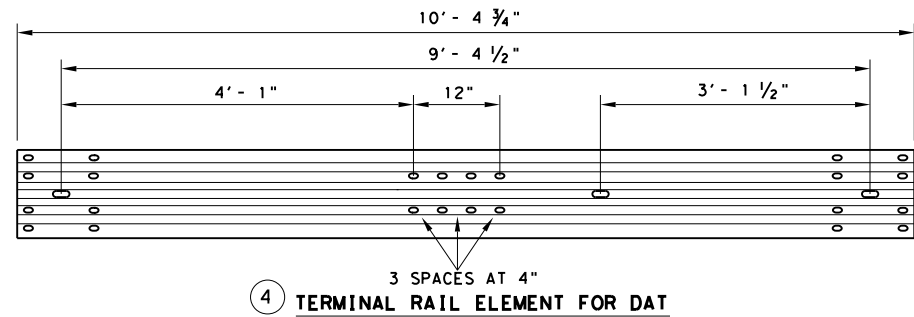 10'- 4 ¾"
9'- 4 ½"
4'- 1"
12"
3'- 1 ½"
3 SPACES AT 4"
4 TERMINAL RAIL ELEMENT FOR DAT